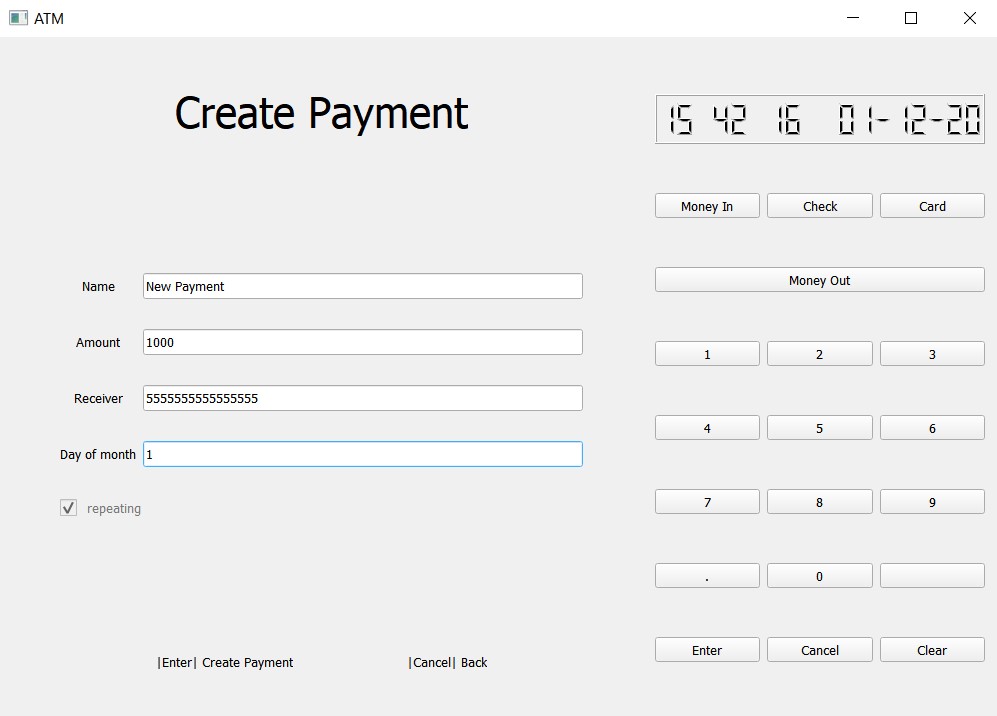 ATM
Create Payment
15 42 16 01-12-20
Money In Check Card
Money Out
Name New Payment
Amount 1000
Receiver 5555555555555555
Day of month 1
repeating
1 2 3
4 5 6
7 8 9
. 0
Enter Cancel Clear
|Enter| Create Payment |Cancel| Back